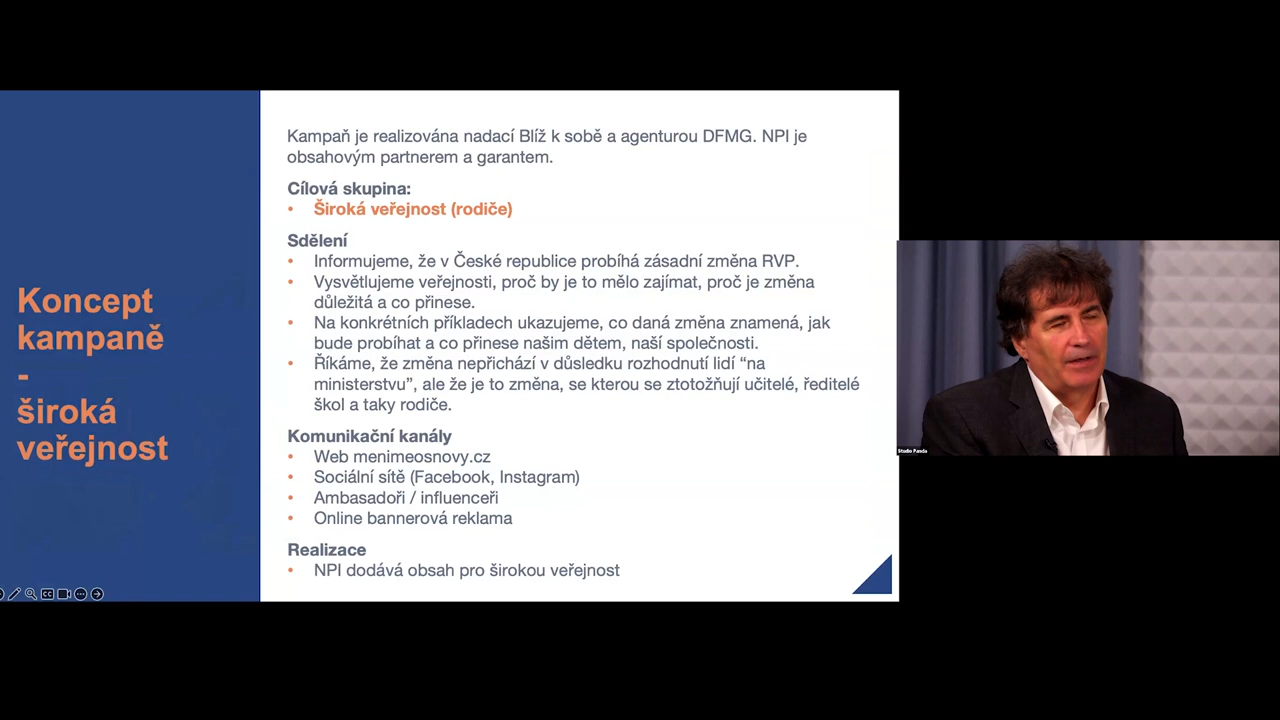 Koncept
kampaně
-
široká
veřejnost
Kampaň je realizována nadací Blíž k sobě a agenturou DFMG. NPI je
obsahovým partnerem a garantem.
Cílová skupina:
• Široká veřejnost (rodiče)
Sdělení
• Informujeme, že v České republice probíhá zásadní změna RVP.
• Vysvětlujeme veřejnosti, proč by je to mělo zajímat, proč je změna
důležitá a co přinese.
• Na konkrétních příkladech ukazujeme, co daná změna znamená, jak
bude probíhat a co přinese našim dětem, naší společnosti.
• Říkáme, že změna nepřichází v důsledku rozhodnutí lidí “na
ministerstvu”, ale že je to změna, se kterou se ztotožňují učitelé, ředitelé
škol a taky rodiče.
Komunikační kanály
• Web menimeosnovy.cz
• Sociální sítě (Facebook, Instagram)
• Ambasadoři / influenceři
• Online bannerová reklama
Realizace
• NPI dodává obsah pro širokou veřejnost
Studio Panda